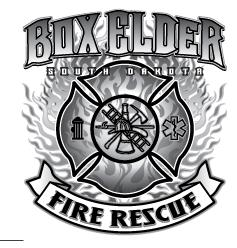 BOX ELDER
SOUTH DAKOTA
FIRE RESCUE